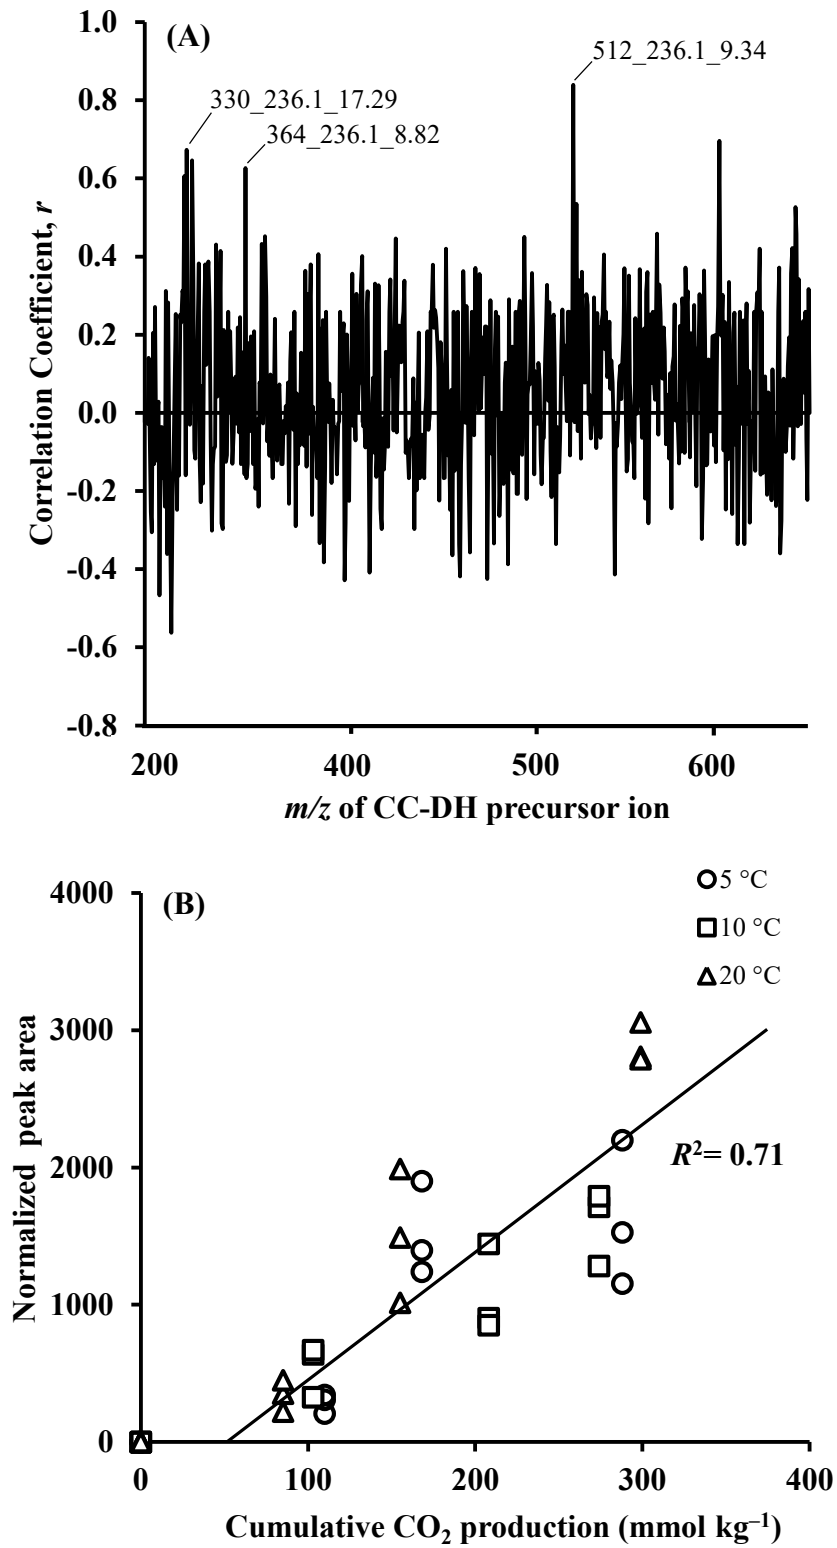 (A)
1.0
0.8
0.6
0.4
0.2
0.0
-0.2
-0.4
-0.6
-0.8
Correlation Coefficient, r
330_236.1_17.29
364_236.1_8.82
512_236.1_9.34
200 400 500 600
m/z of CC-DH precursor ion
(B)
5 °C
10 °C
20 °C
4000
3000
2000
1000
0
Normalized peak area
R²= 0.71
0 100 200 300 400
Cumulative CO₂ production (mmol kg⁻¹)